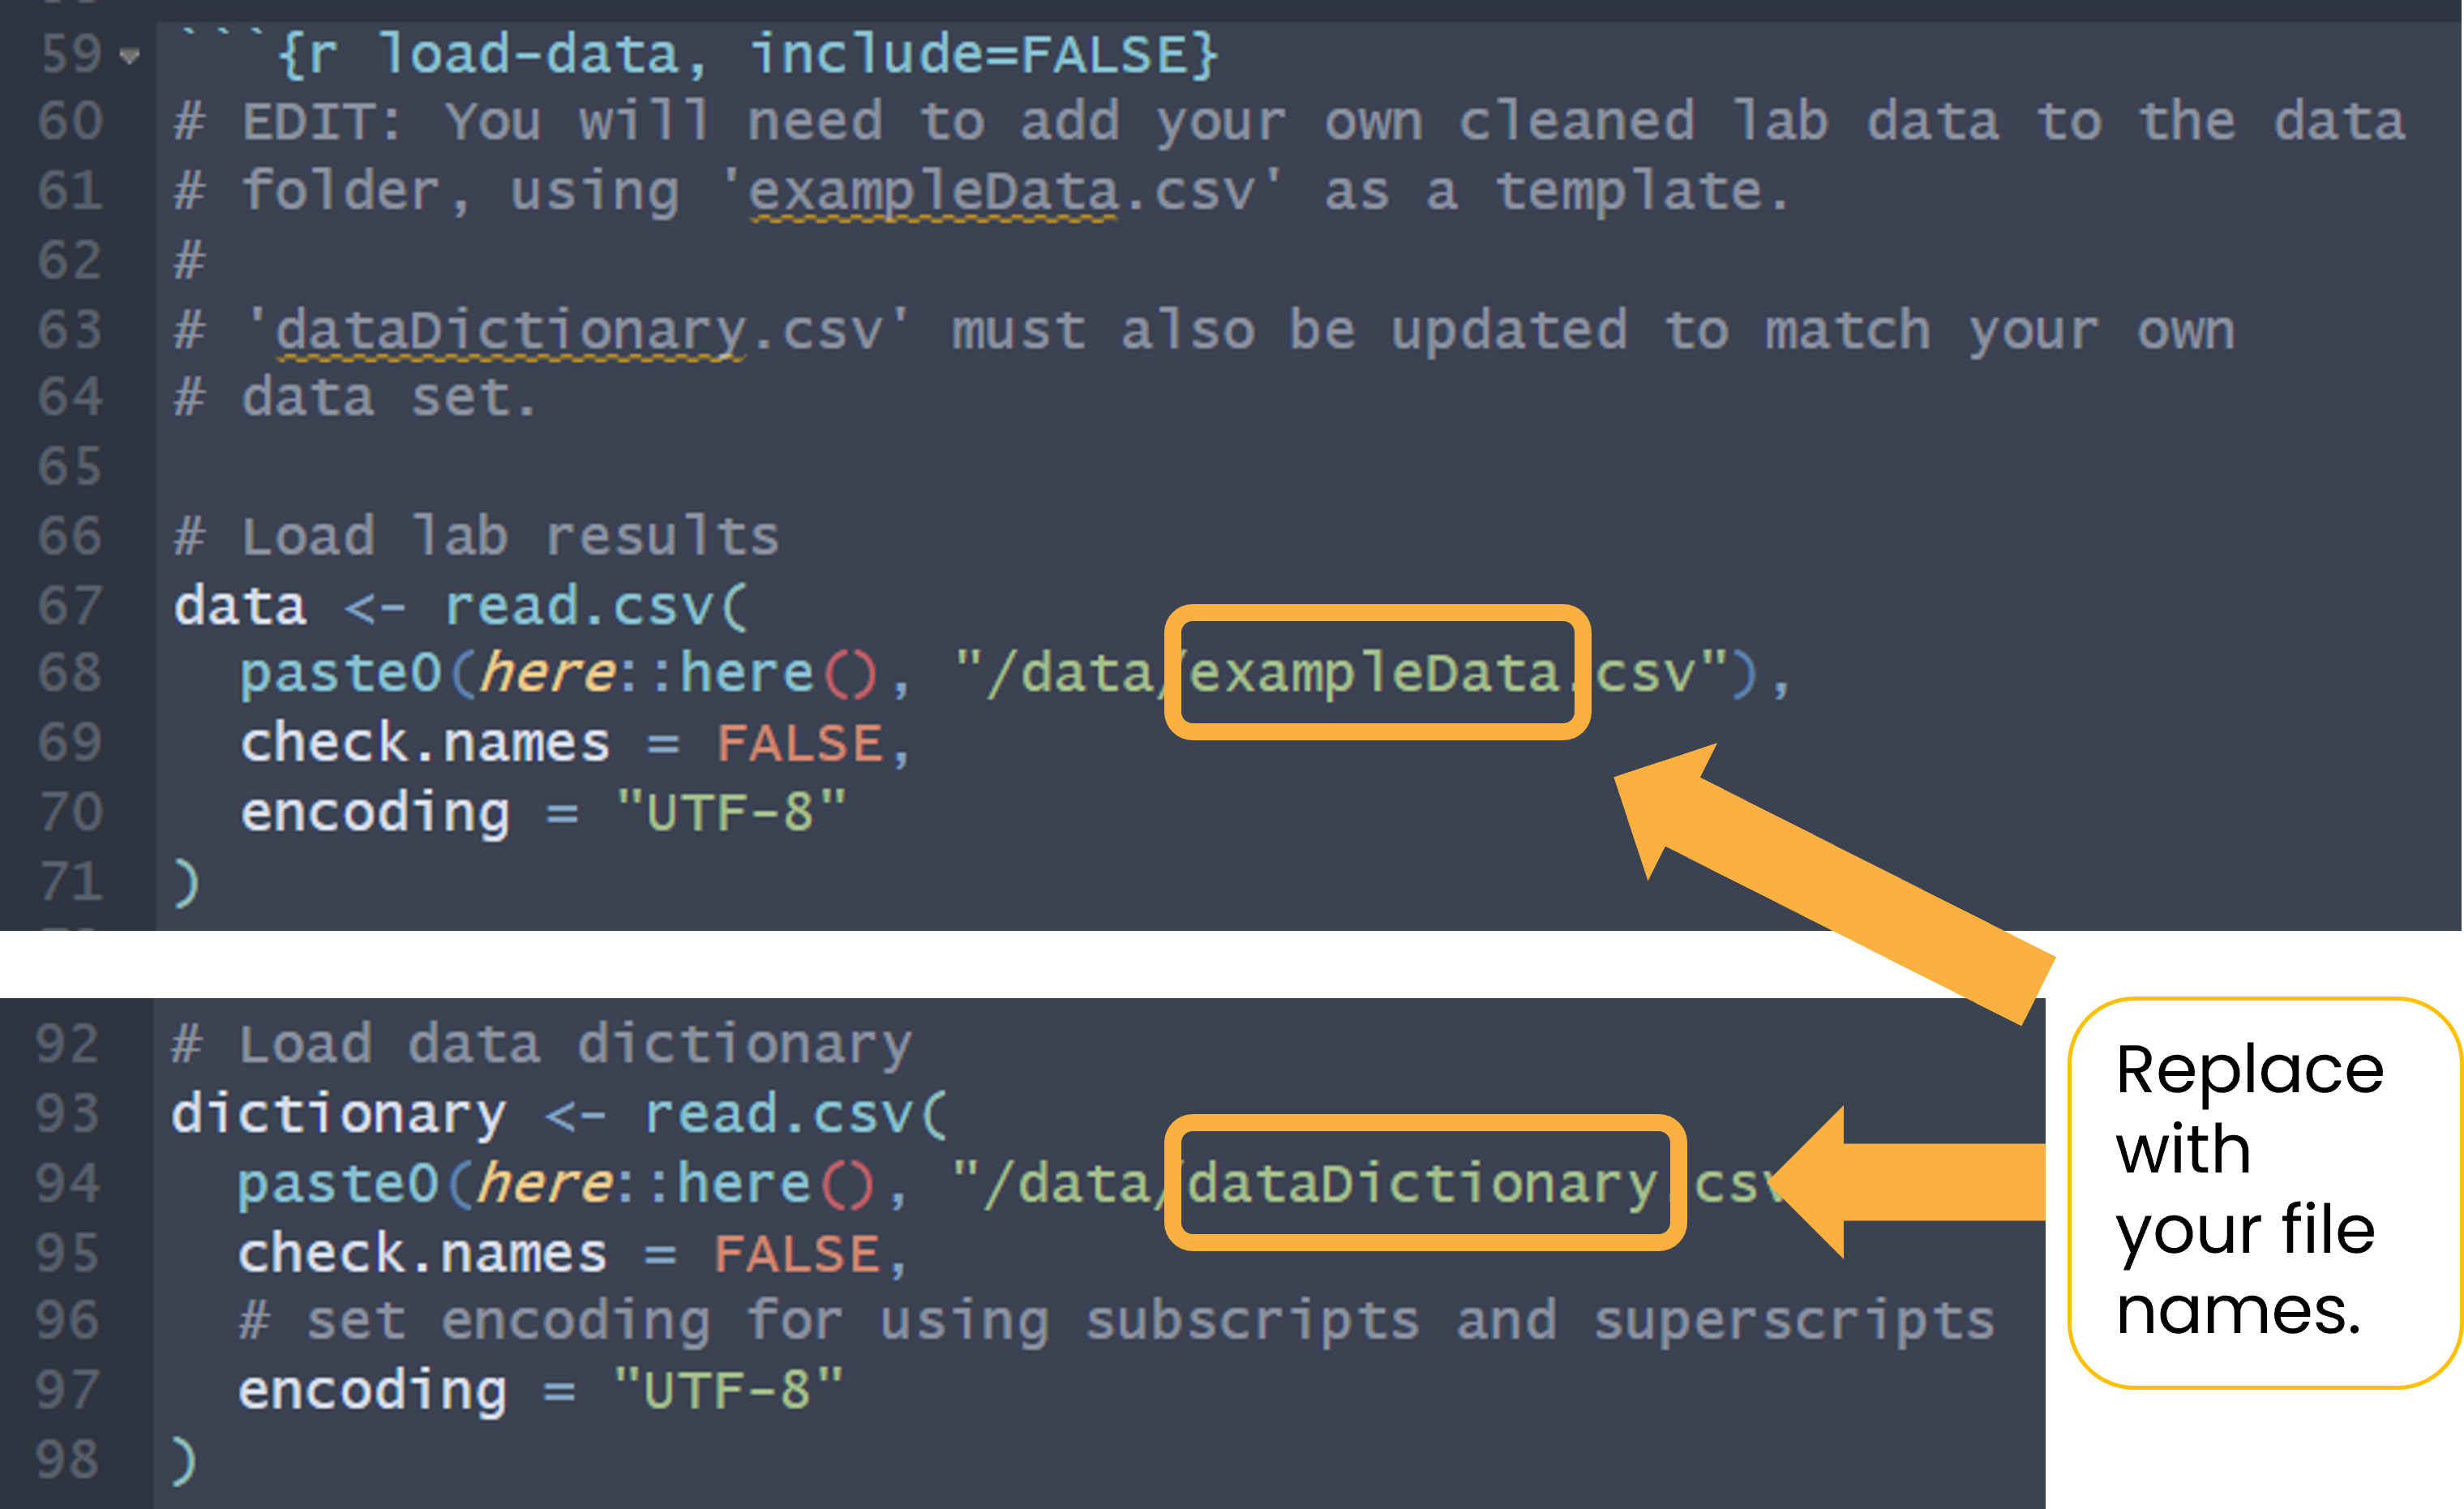 59 ```{r load-data, include=FALSE}
60 # EDIT: You will need to add your own cleaned lab data to the data
61 # folder, using 'exampleData.csv' as a template.
62 #
63 # 'dataDictionary.csv' must also be updated to match your own
64 # data set.
65
66 # Load lab results
67 data <- read.csv(
68   paste0(here::here(), "/data/exampleData.csv"),
69   check.names = FALSE,
70   encoding = "UTF-8"
71 )
92 # Load data dictionary
93 dictionary <- read.csv(
94   paste0(here::here(), "/data/dataDictionary.csv
95   check.names = FALSE,
96   # set encoding for using subscripts and superscripts
97   encoding = "UTF-8"
98 )
Replace
with
your file
names.